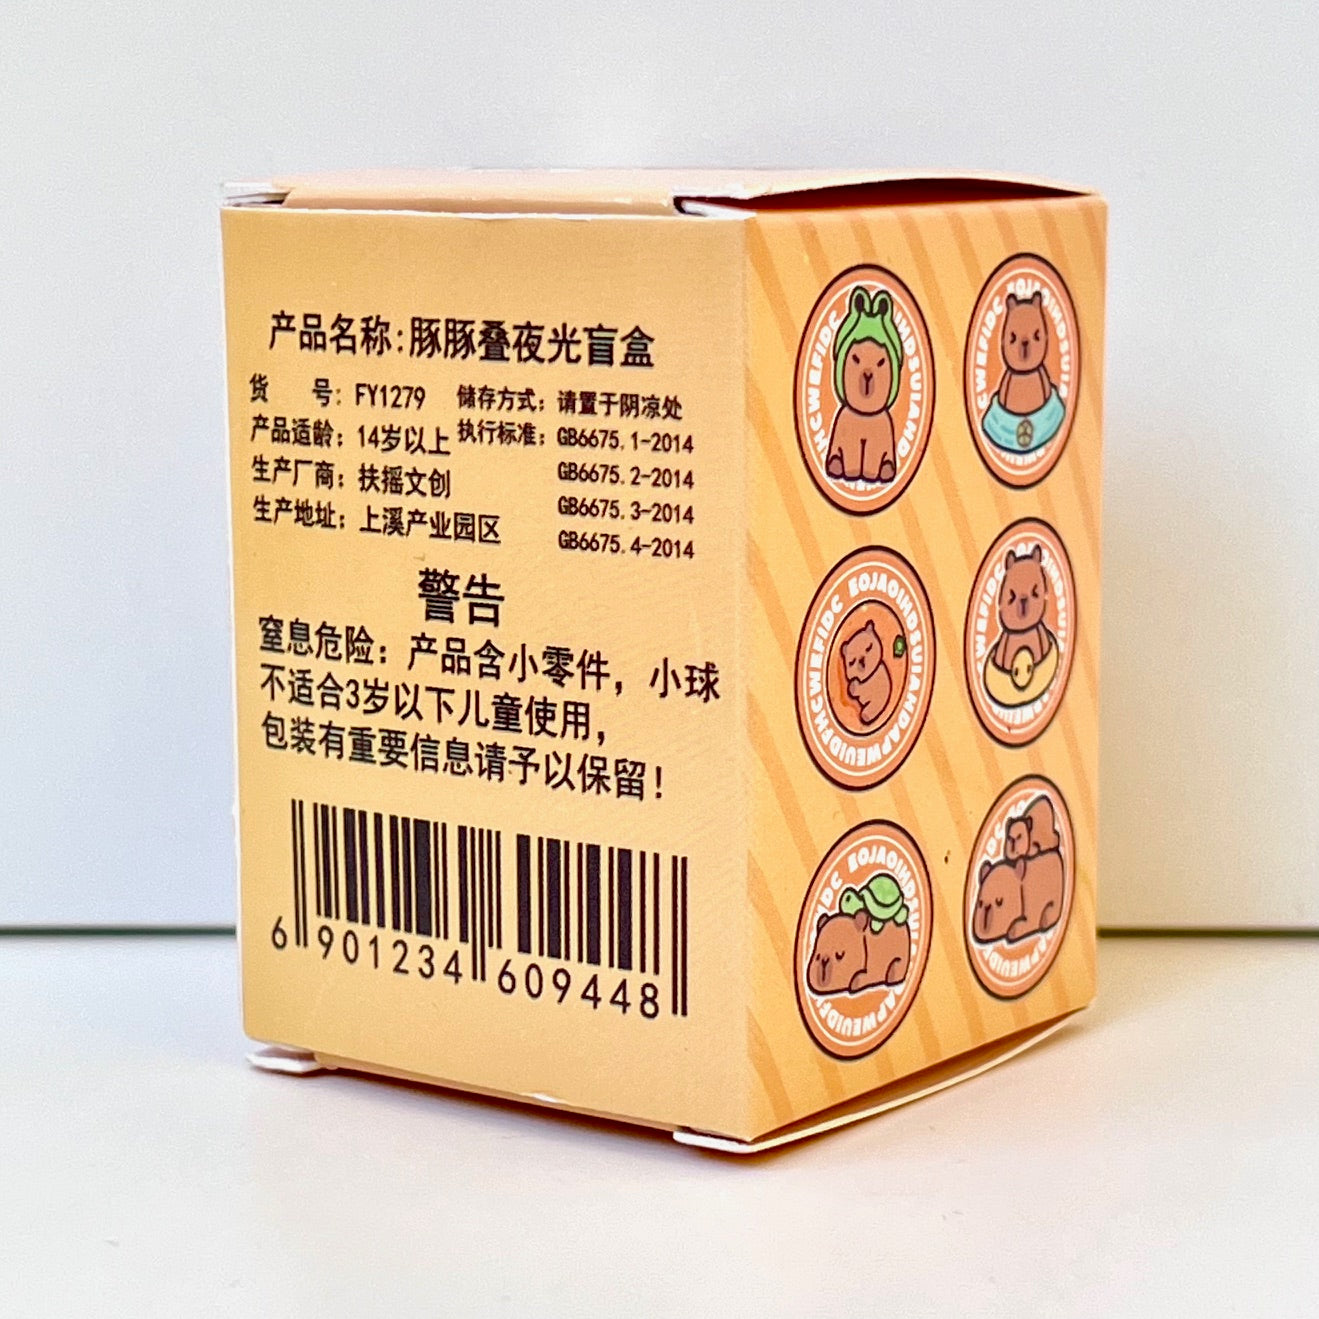 产品名称:豚豚叠夜光盲盒
货 号: FY1279 储存方式: 请置于阴凉处
产品适龄: 14岁以上 执行标准: GB6675.1-2014
生产厂商: 扶摇文创 GB6675.2-2014
生产地址: 上溪产业园区 GB6675.3-2014
GB6675.4-2014
警告
窒息危险: 产品含小零件, 小球
不适合3岁以下儿童使用,
包装有重要信息请予以保留!
6 901234 609448